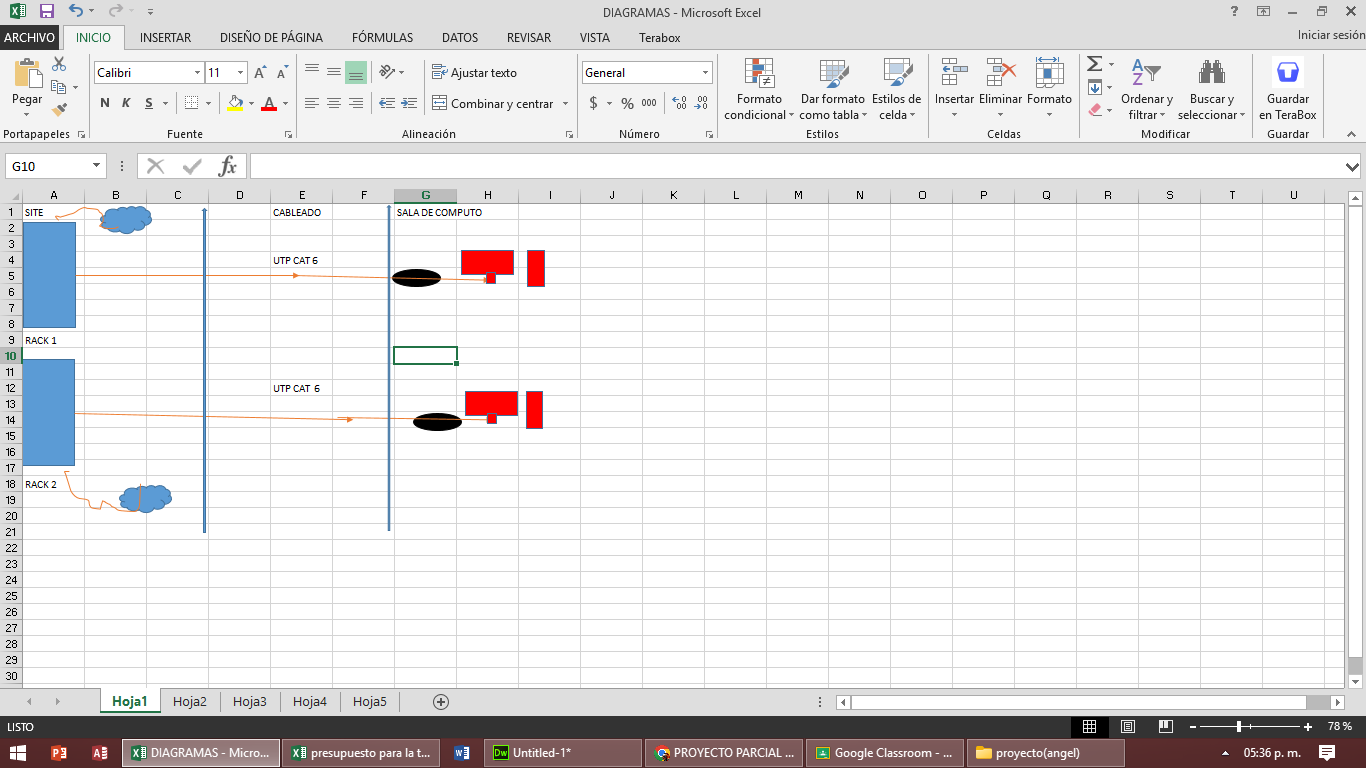 DIAGRAMAS - Microsoft Excel
ARCHIVO INICIO INSERTAR DISEÑO DE PÁGINA FÓRMULAS DATOS REVISAR VISTA Terabox Iniciar sesión
Calibri 11 Ajustar texto General
Pegar N K S Combinar y centrar $ % 000
Formato condicional Dar formato como tabla Estilos de celda Insertar Eliminar Formato Ordenar y filtrar Buscar y seleccionar Guardar en TeraBox
Portapapeles Fuente Alineación Número Estilos Celdas Modificar Guardar
G10 fx
A B C D E F G H I J K L M N O P Q R S T U
1 SITE CABLEADO SALA DE COMPUTO
2
3
4 UTP CAT 6
5
6
7
8
9 RACK 1
10
11
12 UTP CAT 6
13
14
15
16
17
18 RACK 2
19
20
21
22
23
24
25
26
27
28
29
30
Hoja1 Hoja2 Hoja3 Hoja4 Hoja5
LISTO 78 %
DIAGRAMAS - Micro... presupuesto para la t... Untitled-1* PROYECTO PARCIAL ... Google Classroom - ... proyecto(angel) 05:36 p. m.